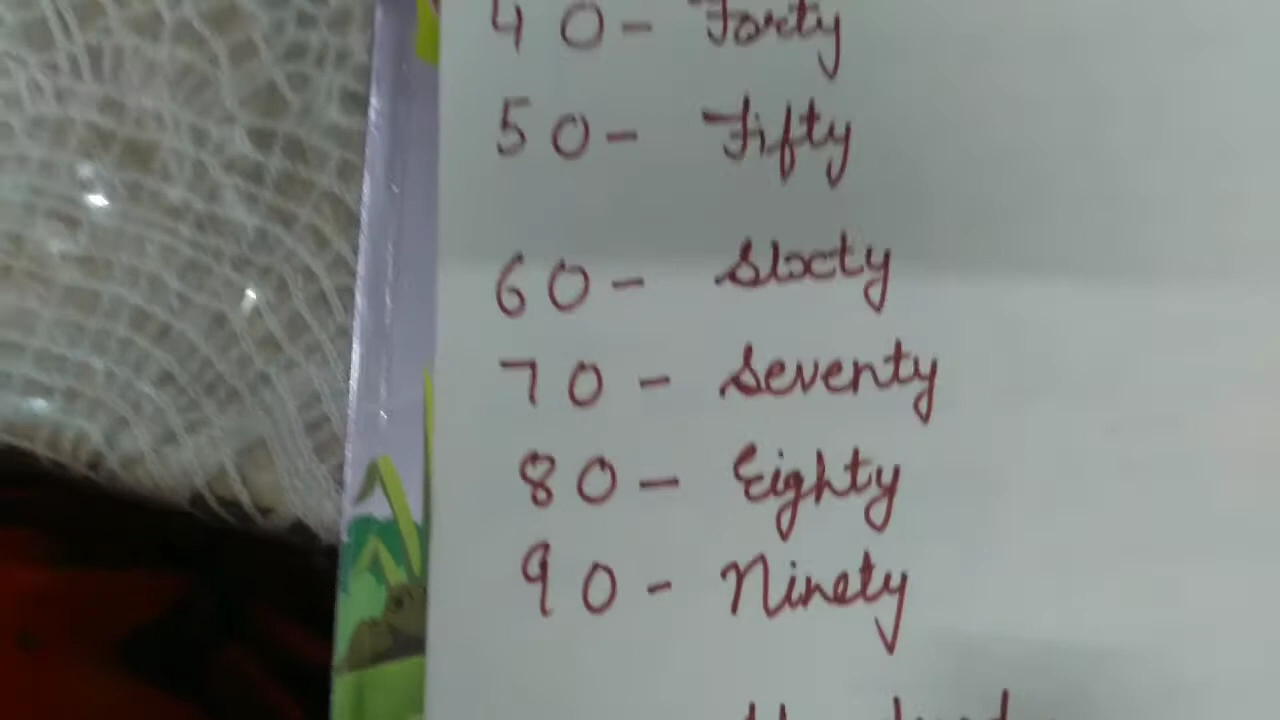 40- Forty
50- Fifty
60- Sixty
70- Seventy
80- Eighty
90- Ninety